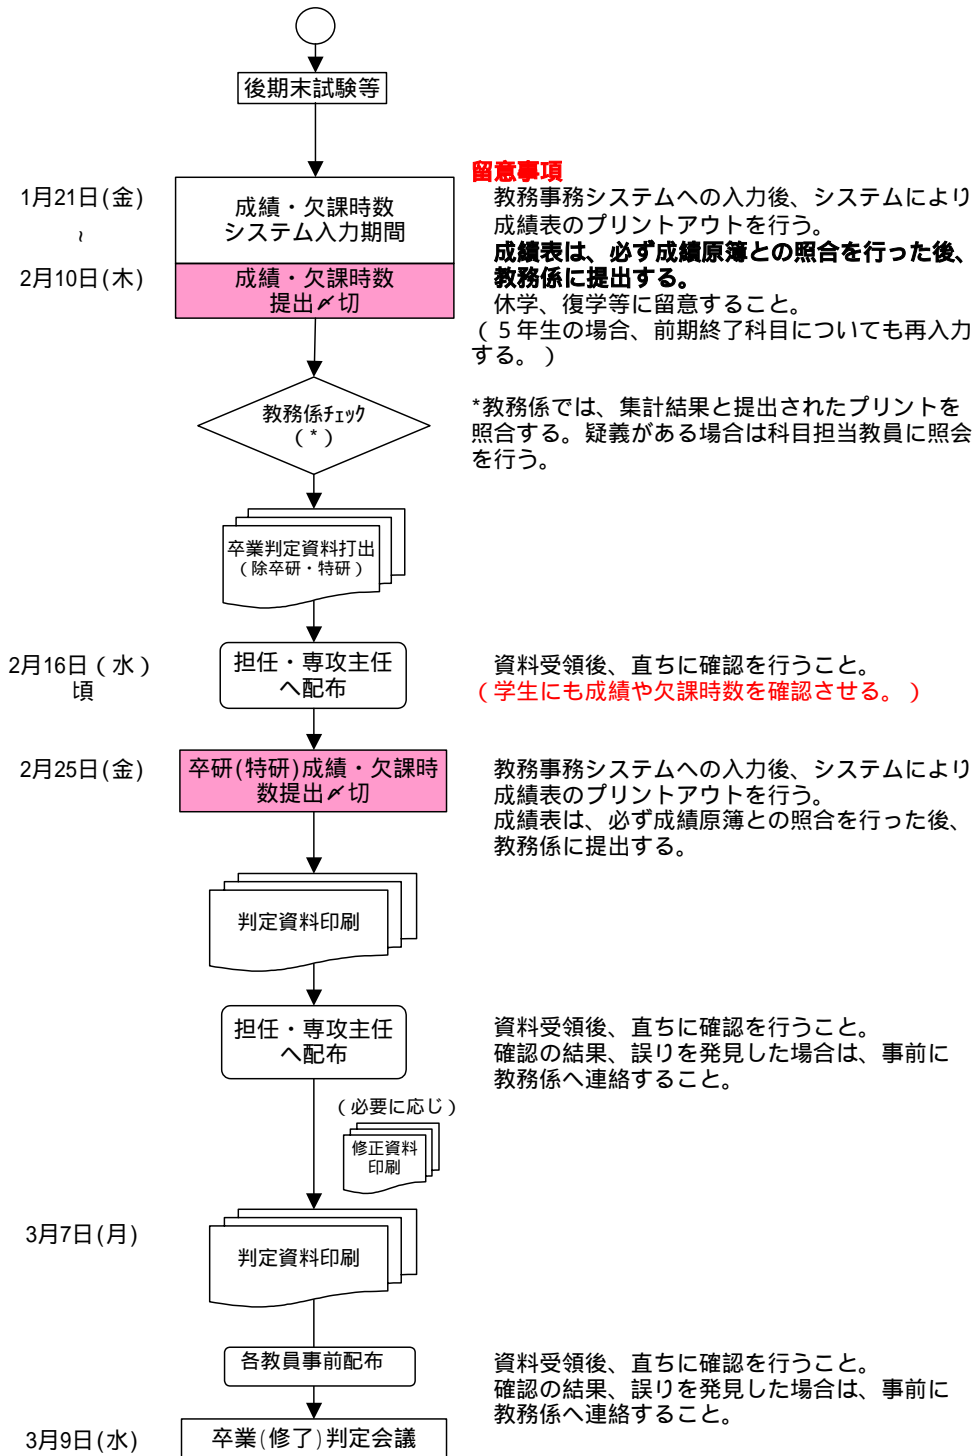 後期末試験等
留意事項
1月21日(金)
～
2月10日(木)
成績・欠課時数
システム入力期間
成績・欠課時数
提出〆切
教務事務システムへの入力後、システムにより
成績表のプリントアウトを行う。
成績表は、必ず成績原簿との照合を行った後、
教務係に提出する。
休学、復学等に留意すること。
(５年生の場合、前期終了科目についても再入力
する。)
教務係ﾁｪｯｸ
(*)
*教務係では、集計結果と提出されたプリントを
照合する。疑義がある場合は科目担当教員に照会
を行う。
卒業判定資料打出
(除卒研・特研)
2月16日(水)
頃
担任・専攻主任
へ配布
資料受領後、直ちに確認を行うこと。
(学生にも成績や欠課時数を確認させる。)
2月25日(金)
卒研(特研)成績・欠課時
数提出〆切
教務事務システムへの入力後、システムにより
成績表のプリントアウトを行う。
成績表は、必ず成績原簿との照合を行った後、
教務係に提出する。
判定資料印刷
担任・専攻主任
へ配布
資料受領後、直ちに確認を行うこと。
確認の結果、誤りを発見した場合は、事前に
教務係へ連絡すること。
(必要に応じ)
修正資料
印刷
3月7日(月)
判定資料印刷
各教員事前配布
資料受領後、直ちに確認を行うこと。
確認の結果、誤りを発見した場合は、事前に
教務係へ連絡すること。
3月9日(水)
卒業(修了)判定会議